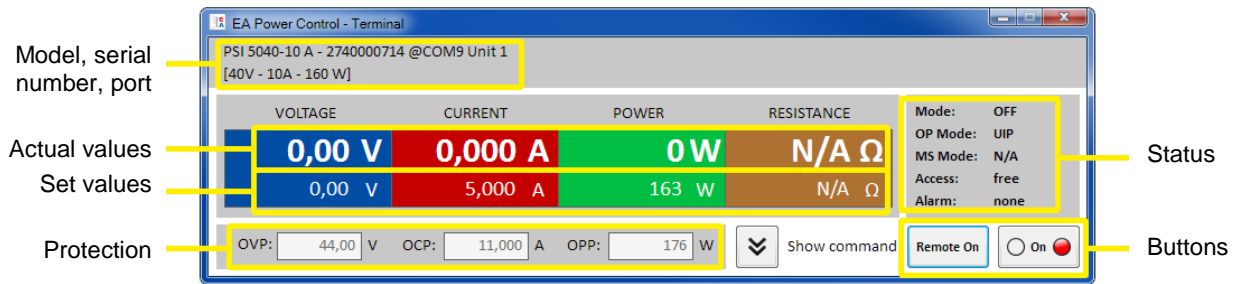 EA Power Control - Terminal
Model, serial number, port
PSI 5040-10 A - 2740000714 @COM9 Unit 1
[40V - 10A - 160 W]
VOLTAGE CURRENT POWER RESISTANCE
Actual values
0,00 V 0,000 A 0 W N/A Ω
Set values
0,00 V 5,000 A 163 W N/A Ω
Mode: OFF
OP Mode: UIP
MS Mode: N/A
Access: free
Alarm: none
Status
Protection
OVP: 44,00 V OCP: 11,000 A OPP: 176 W
Show command
Remote On
On
Buttons